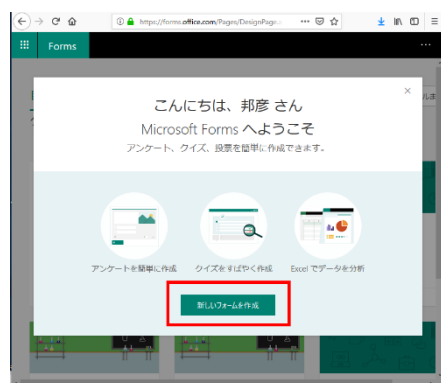 https://forms.office.com/Pages/DesignPage.
Forms
こんにちは、邦彦 さん
Microsoft Forms へようこそ
アンケート、クイズ、投票を簡単に作成できます。
アンケートを簡単に作成
クイズをすばやく作成
Excel でデータを分析
新しいフォームを作成